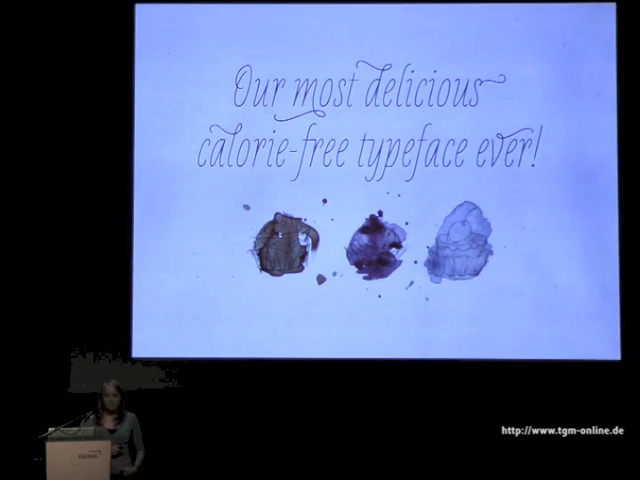 Our most delicious
calorie-free typeface ever!
http://www.tgm-online.de